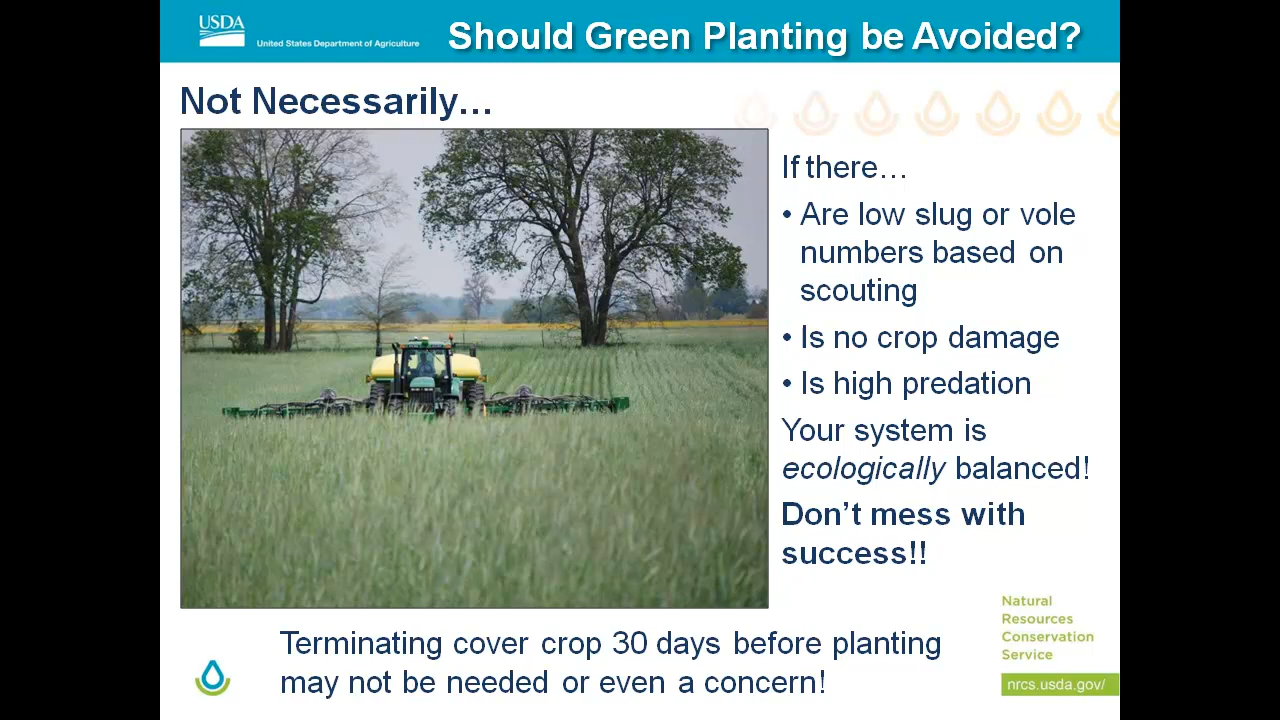 USDA
United States Department of Agriculture
Should Green Planting be Avoided?
Not Necessarily…
If there…
• Are low slug or vole
numbers based on
scouting
• Is no crop damage
• Is high predation
Your system is
ecologically balanced!
Don’t mess with
success!!
Terminating cover crop 30 days before planting
may not be needed or even a concern!
Natural
Resources
Conservation
Service
nrcs.usda.gov/